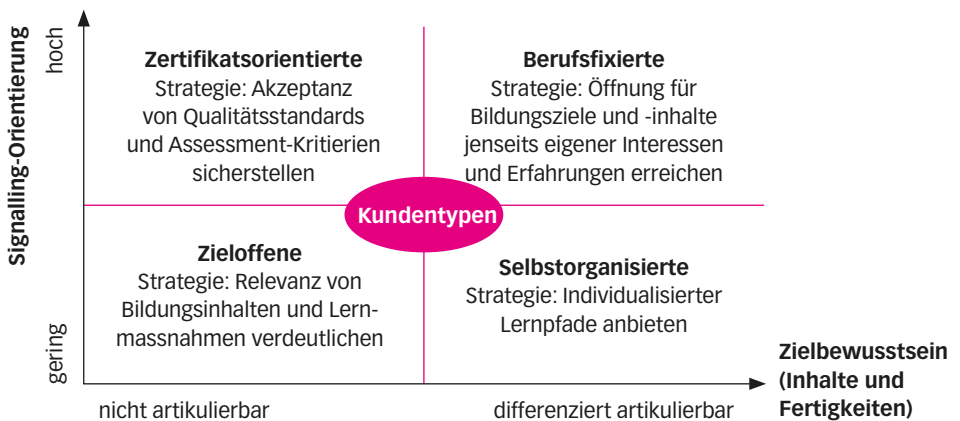 Signalling-Orientierung
hoch
gering
Zertifikatsorientierte
Strategie: Akzeptanz
von Qualitätsstandards
und Assessment-Kritierien
sicherstellen
Berufsfixierte
Strategie: Öffnung für
Bildungsziele und -inhalte
jenseits eigener Interessen
und Erfahrungen erreichen
Kundentypen
Zieloffene
Strategie: Relevanz von
Bildungsinhalten und Lern-
massnahmen verdeutlichen
Selbstorganisierte
Strategie: Individualisierter
Lernpfade anbieten
Zielbewusstsein
(Inhalte und
Fertigkeiten)
nicht artikulierbar
differenziert artikulierbar